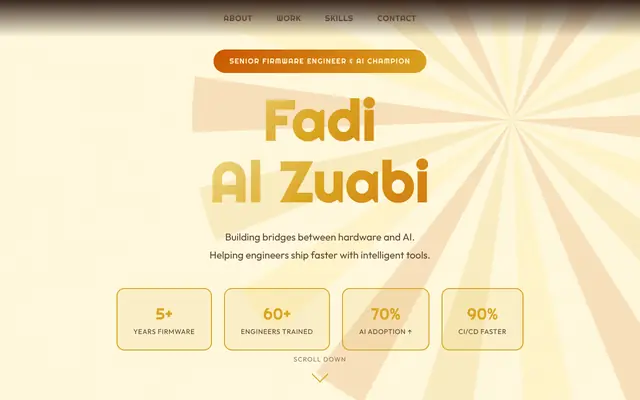 ABOUT WORK SKILLS CONTACT
SENIOR FIRMWARE ENGINEER & AI CHAMPION
Fadi
Al Zuabi
Building bridges between hardware and AI.
Helping engineers ship faster with intelligent tools.
5+ 60+ 70% 90%
YEARS FIRMWARE ENGINEERS TRAINED AI ADOPTION ↑ CI/CD FASTER
SCROLL DOWN